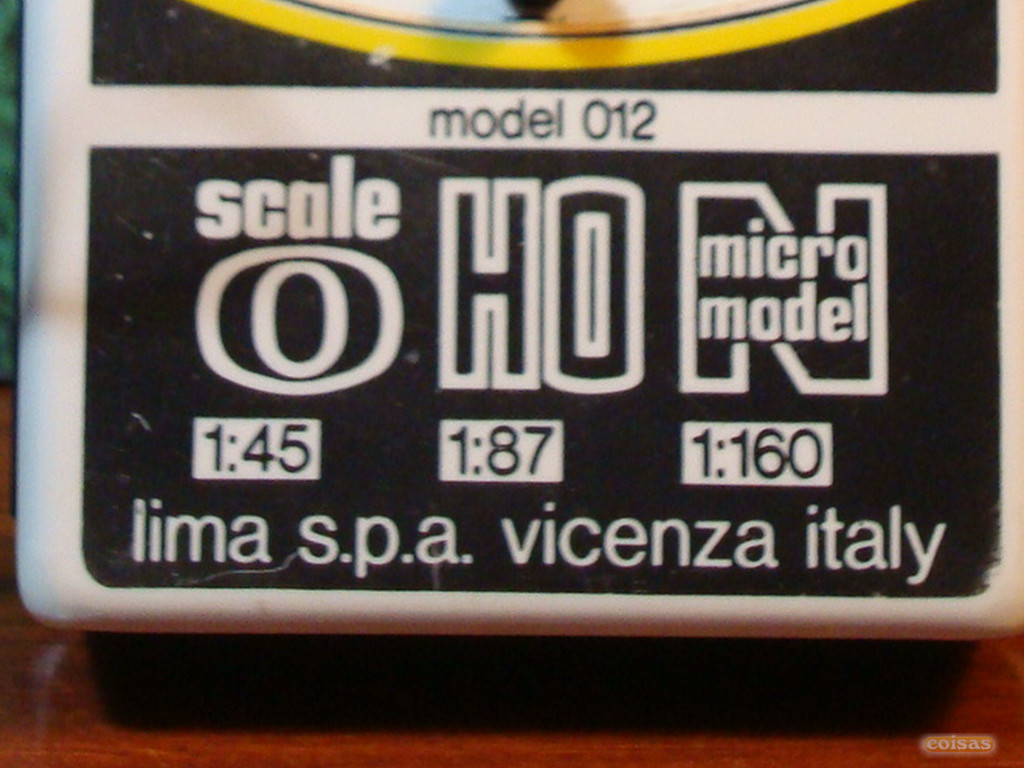 model 012
scale O HO N micro model
1:45 1:87 1:160
lima s.p.a. vicenza italy
coisas